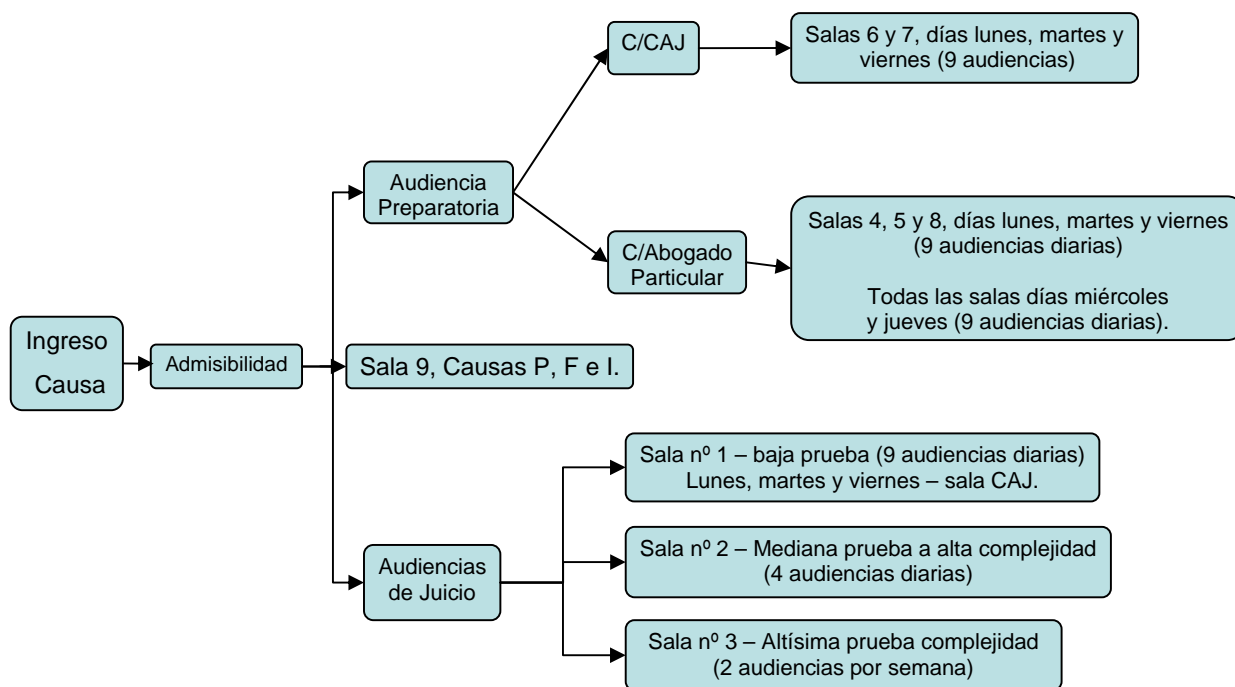 C/CAJ
Salas 6 y 7, días lunes, martes y
viernes (9 audiencias)
Audiencia
Preparatoria
C/Abogado
Particular
Salas 4, 5 y 8, días lunes, martes y viernes
(9 audiencias diarias)
Todas las salas días miércoles
y jueves (9 audiencias diarias).
Ingreso
Causa
Admisibilidad
Sala 9, Causas P, F e I.
Audiencias
de Juicio
Sala nº 1 – baja prueba (9 audiencias diarias)
Lunes, martes y viernes – sala CAJ.
Sala nº 2 – Mediana prueba a alta complejidad
(4 audiencias diarias)
Sala nº 3 – Altísima prueba complejidad
(2 audiencias por semana)